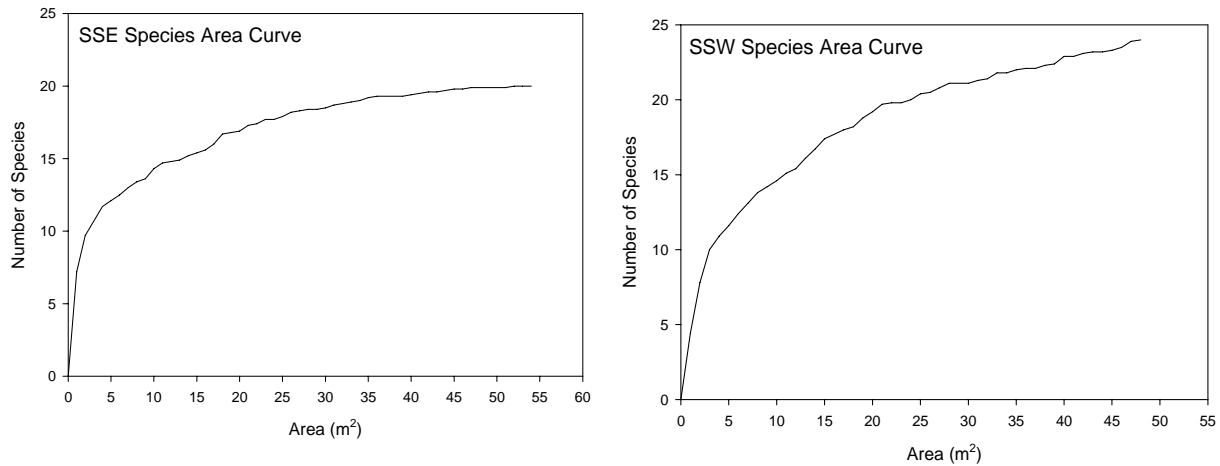 SSE Species Area Curve
Number of Species
25
20
15
10
5
0
0 5 10 15 20 25 30 35 40 45 50 55 60
Area (m²)
SSW Species Area Curve
Number of Species
25
20
15
10
5
0
0 5 10 15 20 25 30 35 40 45 50 55
Area (m²)